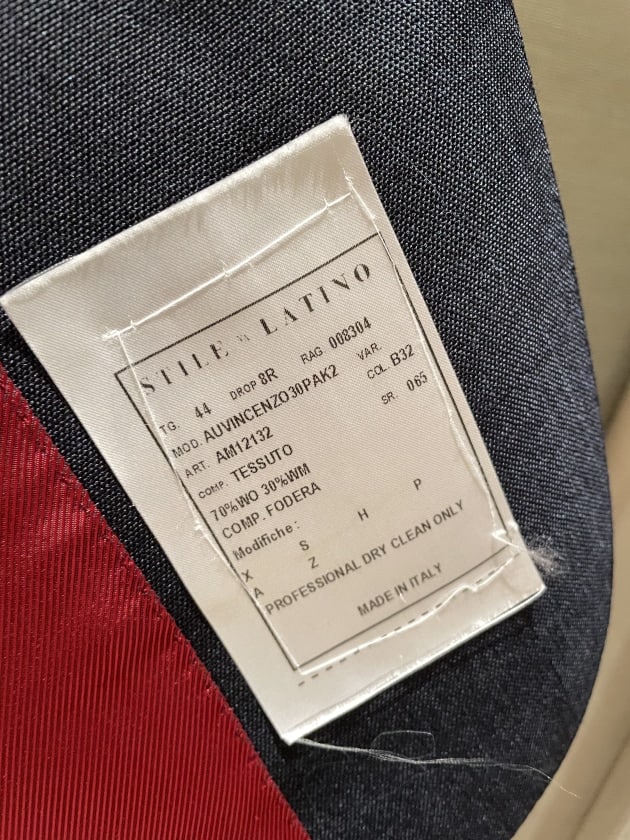 STILE LATINO
TG. 44 DROP 8R RAG 008304
MOD. AUVINCENZO30PAK2 VAR.
ART. AM12132 COL. B32
COMP. TESSUTO SR. 065
70%WO 30%WM
COMP. FODERA
Modifiche:
X S H P
A Z
PROFESSIONAL DRY CLEAN ONLY
MADE IN ITALY